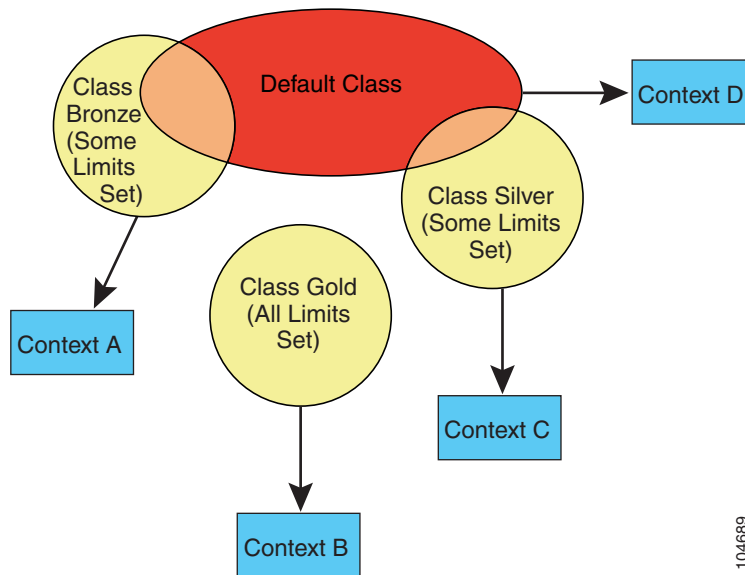 Default Class
Class
Bronze
(Some
Limits
Set)
Context D
Class Silver
(Some Limits
Set)
Class Gold
(All Limits
Set)
Context A
Context C
Context B
104689